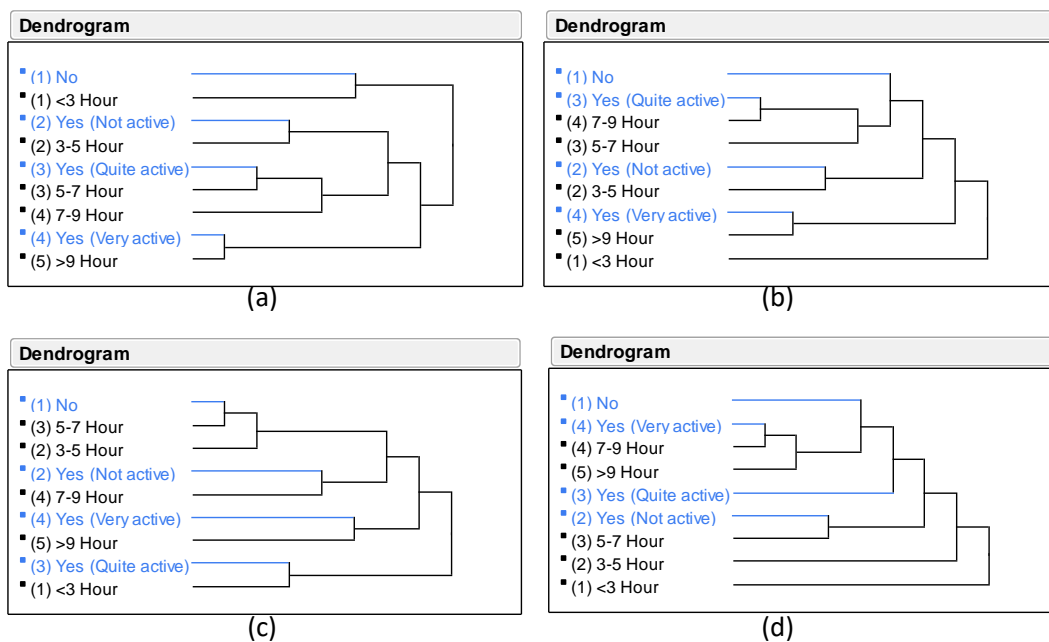 Dendrogram
(1) No
(1) <3 Hour
(2) Yes (Not active)
(2) 3-5 Hour
(3) Yes (Quite active)
(3) 5-7 Hour
(4) 7-9 Hour
(4) Yes (Very active)
(5) >9 Hour
(a)
Dendrogram
(1) No
(3) Yes (Quite active)
(4) 7-9 Hour
(3) 5-7 Hour
(2) Yes (Not active)
(2) 3-5 Hour
(4) Yes (Very active)
(5) >9 Hour
(1) <3 Hour
(b)
Dendrogram
(1) No
(3) 5-7 Hour
(2) 3-5 Hour
(2) Yes (Not active)
(4) 7-9 Hour
(4) Yes (Very active)
(5) >9 Hour
(3) Yes (Quite active)
(1) <3 Hour
(c)
Dendrogram
(1) No
(4) Yes (Very active)
(4) 7-9 Hour
(5) >9 Hour
(3) Yes (Quite active)
(2) Yes (Not active)
(3) 5-7 Hour
(2) 3-5 Hour
(1) <3 Hour
(d)